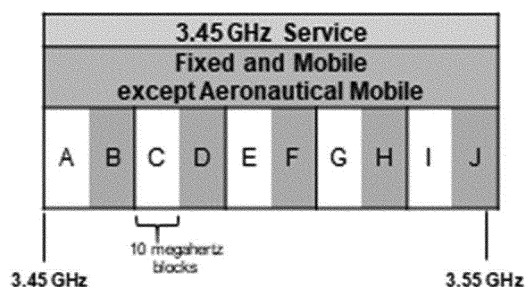 3.45 GHz Service
Fixed and Mobile
except Aeronautical Mobile
A B C D E F G H I J
10 megahertz
blocks
3.45 GHz 3.55 GHz